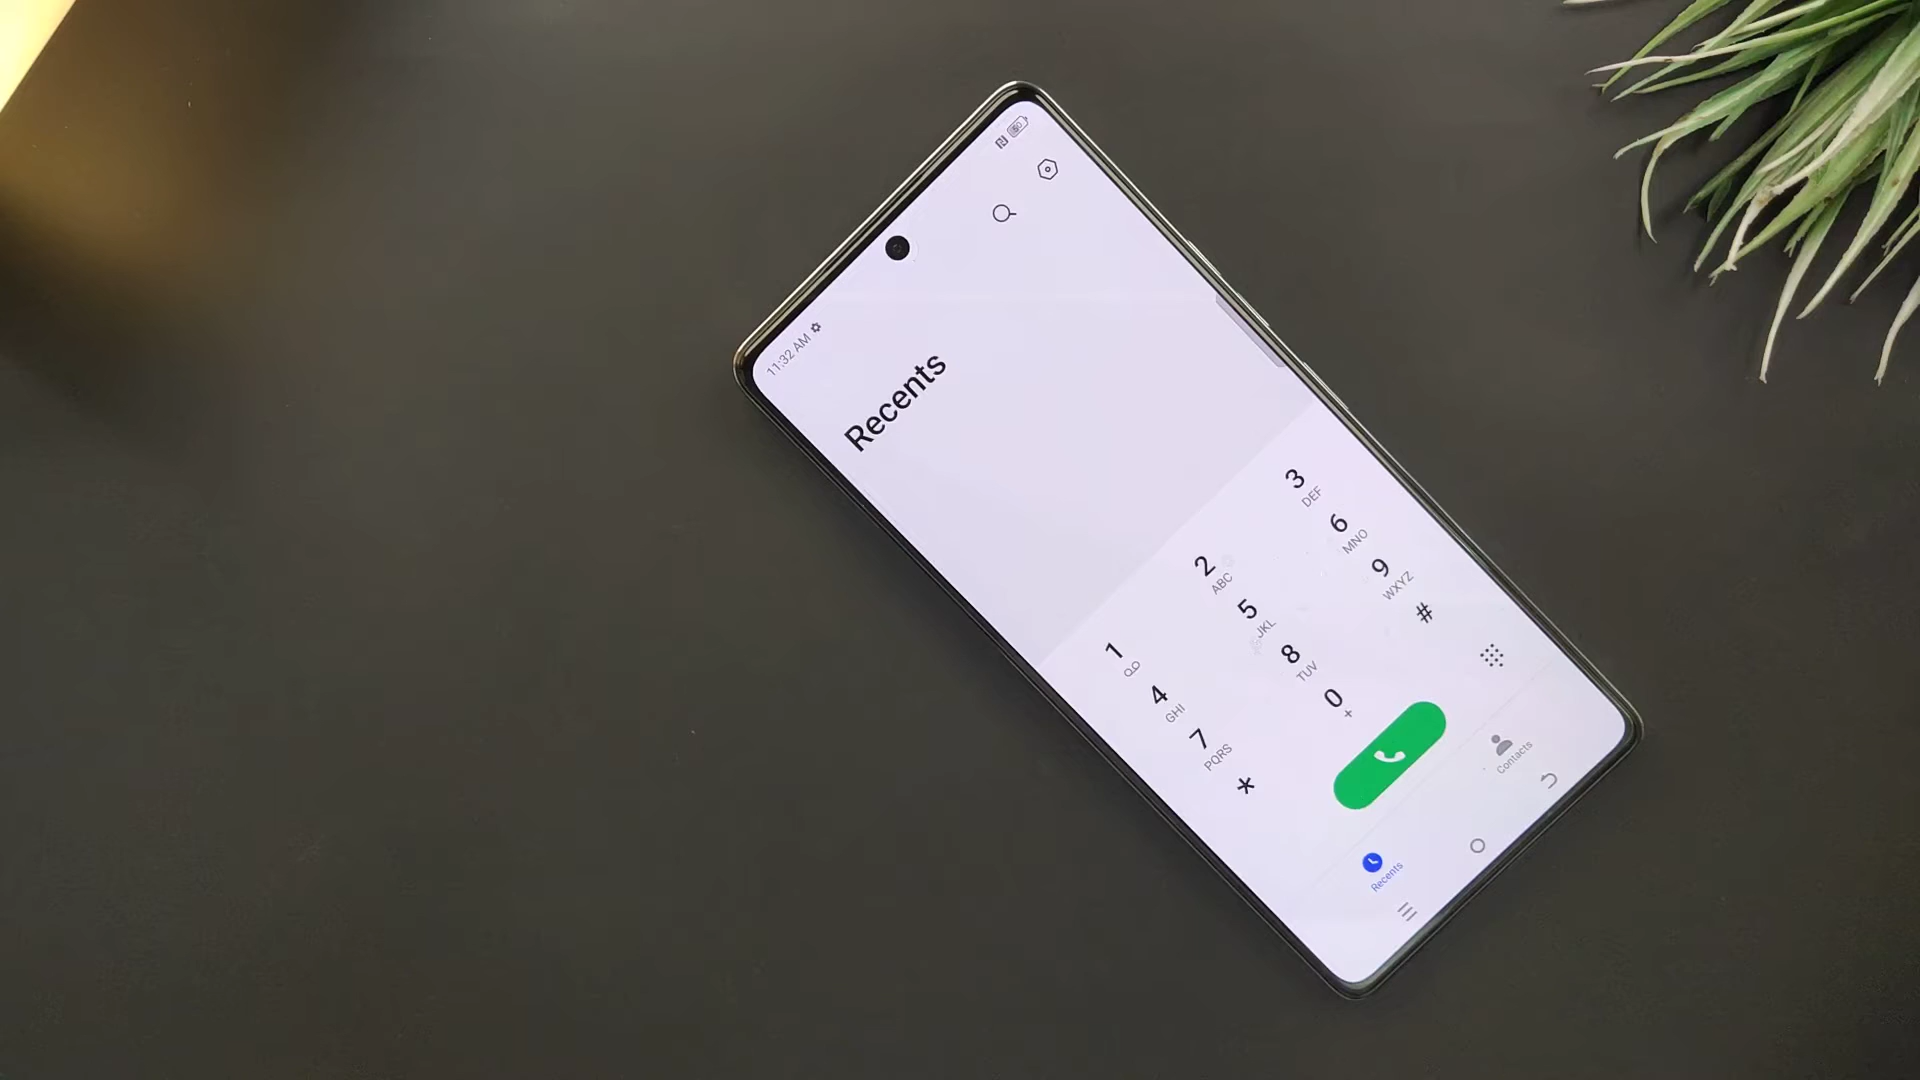 11:32 AM
Recents
1
2 ABC
3 DEF
4 GHI
5 JKL
6 MNO
7 PQRS
8 TUV
9 WXYZ
*
0 +
#
Recents
Contacts